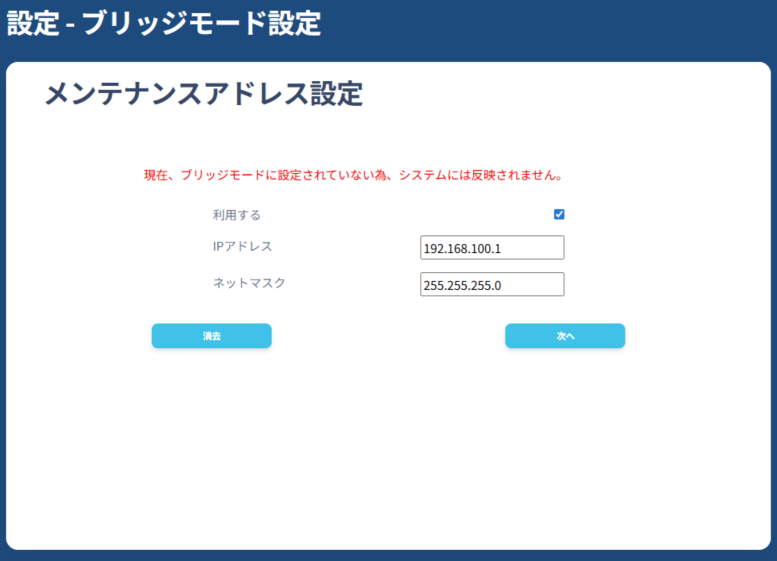 設定 - ブリッジモード設定
メンテナンスアドレス設定
現在、ブリッジモードに設定されていない為、システムには反映されません。
利用する
IPアドレス 192.168.100.1
ネットマスク 255.255.255.0
消去 次へ